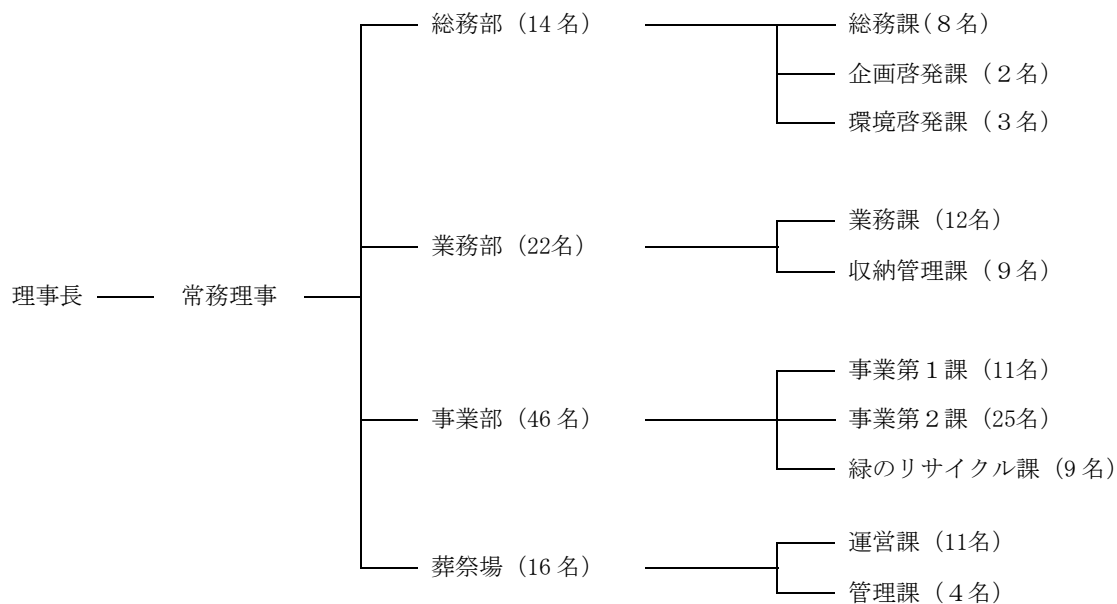 総務部（14 名）
総務課（８名）
企画啓発課（２名）
環境啓発課（３名）
業務部（22名）
業務課（12名）
収納管理課（９名）
理事長
常務理事
事業部（46 名）
事業第１課（11名）
事業第２課（25名）
緑のリサイクル課（9 名）
葬祭場（16 名）
運営課（11名）
管理課（４名）